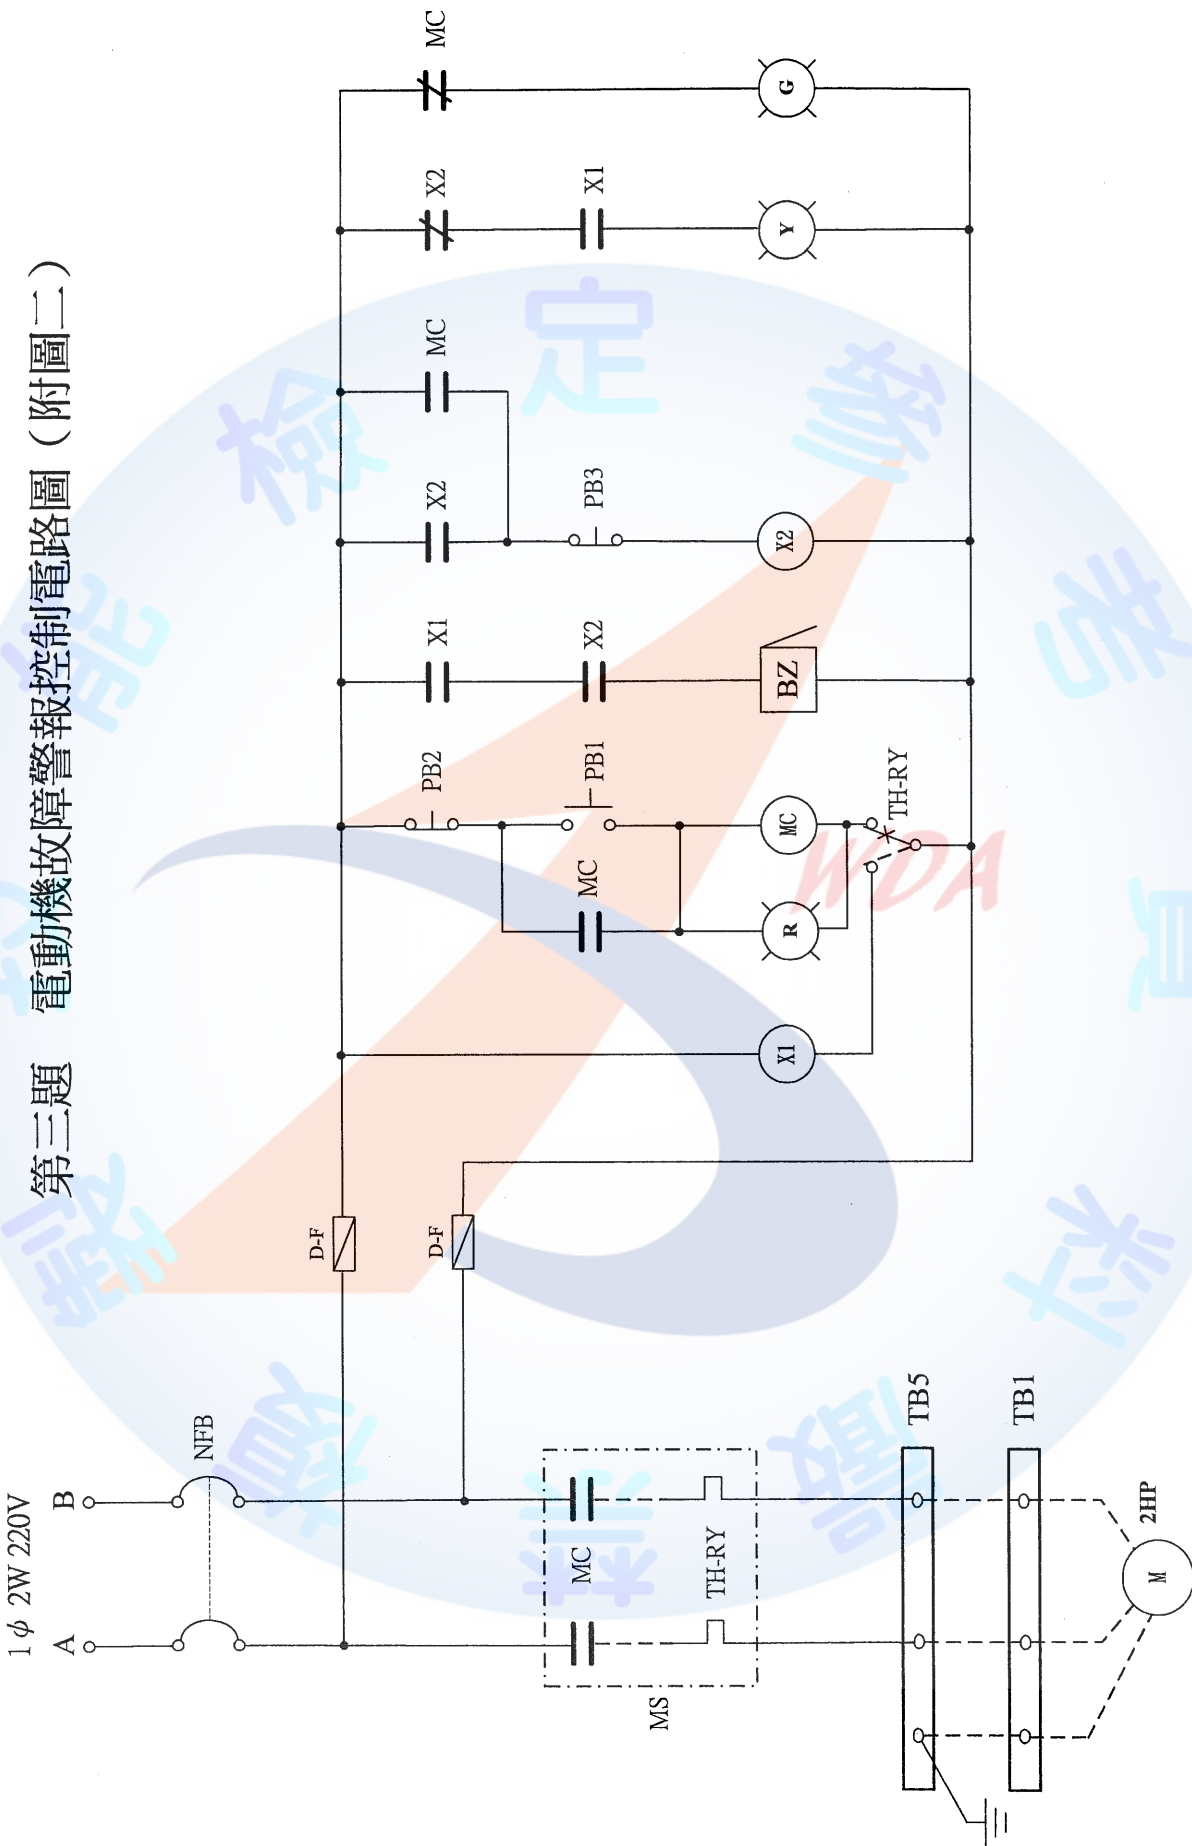 第三題 電動機故障警報控制電路圖（附圖二）
1φ 2W 220V
A
B
NFB
D-F
D-F
MC
TH-RY
MS
TB5
TB1
2HP
M
X1
PB2
PB1
MC
R
MC
TH-RY
X1
X2
BZ
X2
MC
PB3
X2
X2
X1
Y
MC
G
WDA